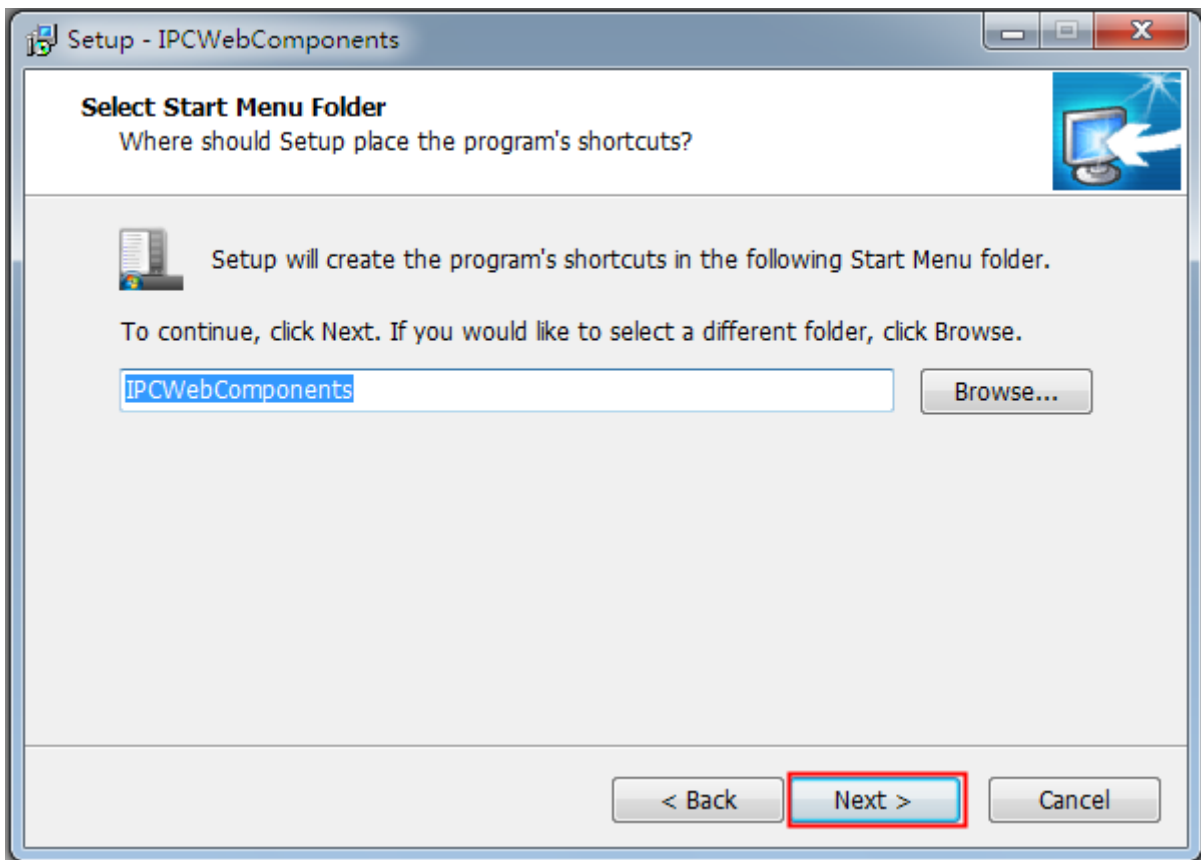 Setup - IPCWebComponents
Select Start Menu Folder
Where should Setup place the program's shortcuts?
Setup will create the program's shortcuts in the following Start Menu folder.
To continue, click Next. If you would like to select a different folder, click Browse.
IPCWebComponents
Browse...
< Back
Next >
Cancel